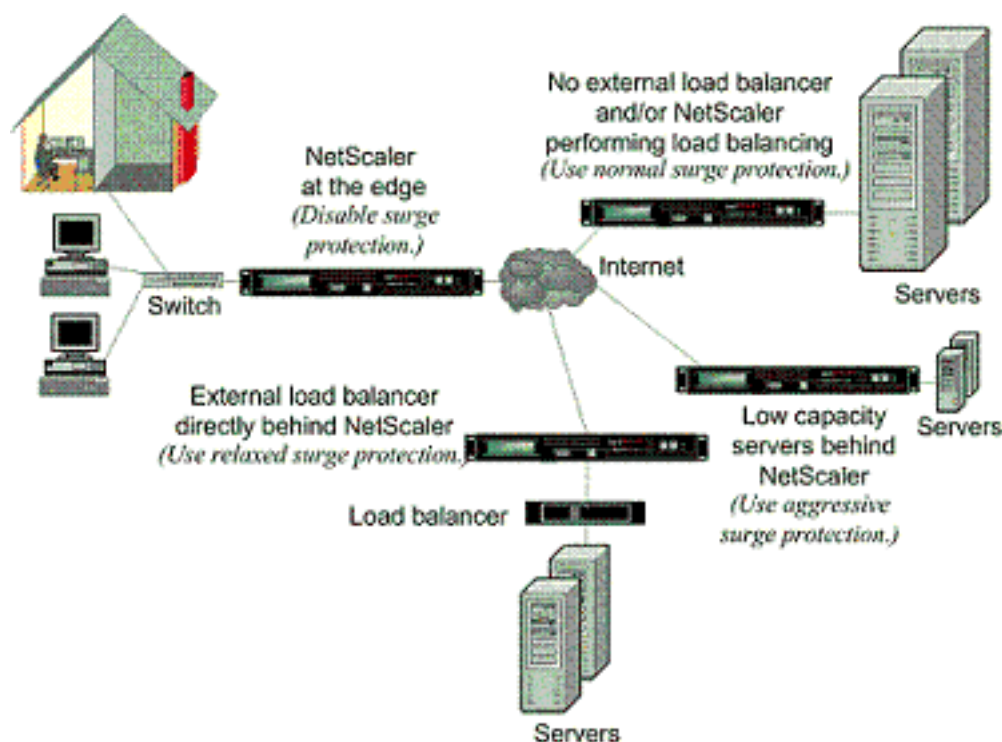 No external load balancer
and/or NetScaler
performing load balancing
(Use normal surge protection.)
NetScaler
at the edge
(Disable surge
protection.)
Internet
Switch
Servers
External load balancer
directly behind NetScaler
(Use relaxed surge protection.)
Low capacity
servers behind
NetScaler
(Use aggressive
surge protection.)
Servers
Load balancer
Servers